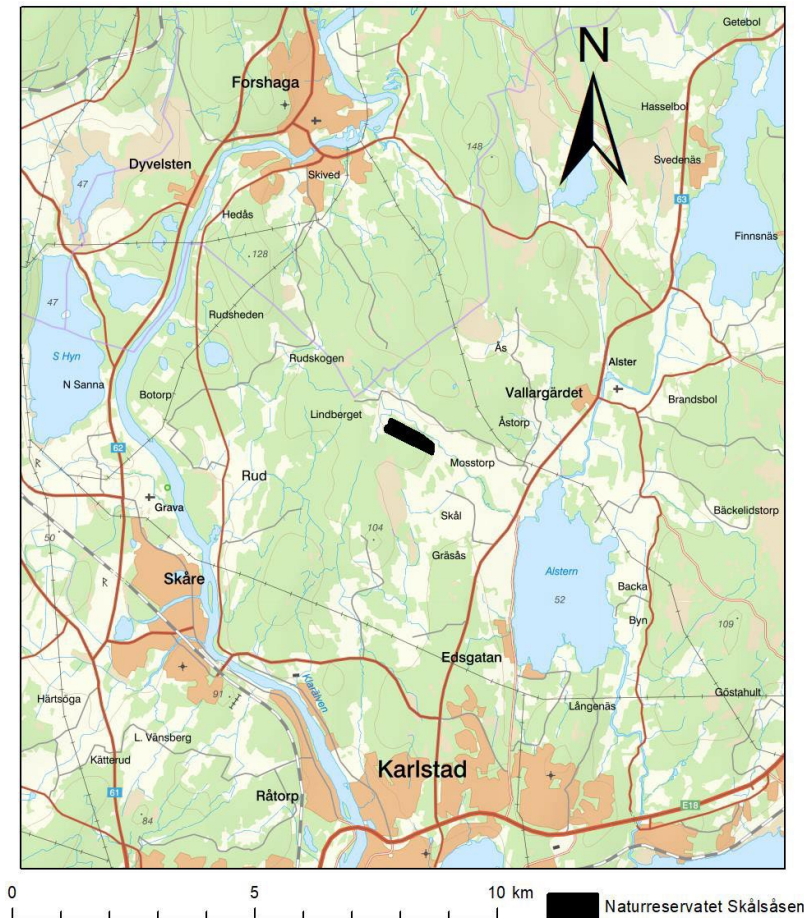 Getebol
N
Forshaga
Hasselbol
148
Svedenäs
Dyvelsten
Skived
47
63
Hedås
Finnsnäs
128
47
Rudsheden
S Hyn
Ås
Rudskogen
Alster
N Sanna
Botorp
Vallargärdet
Brandsbol
Lindberget
Åstorp
62
Mosstorp
R
Rud
Grava
Skål
Bäckelidstorp
104
50
Gräsås
Skåre
Alstern
R
52
Backa
Byn
109
Edsgatan
Klarälven
91
Härtsöga
Långenäs
Göstahult
L. Vänsberg
Kätterud
Karlstad
61
Råtorp
E18
84
0 5 10 km
Naturreservatet Skålsåsen